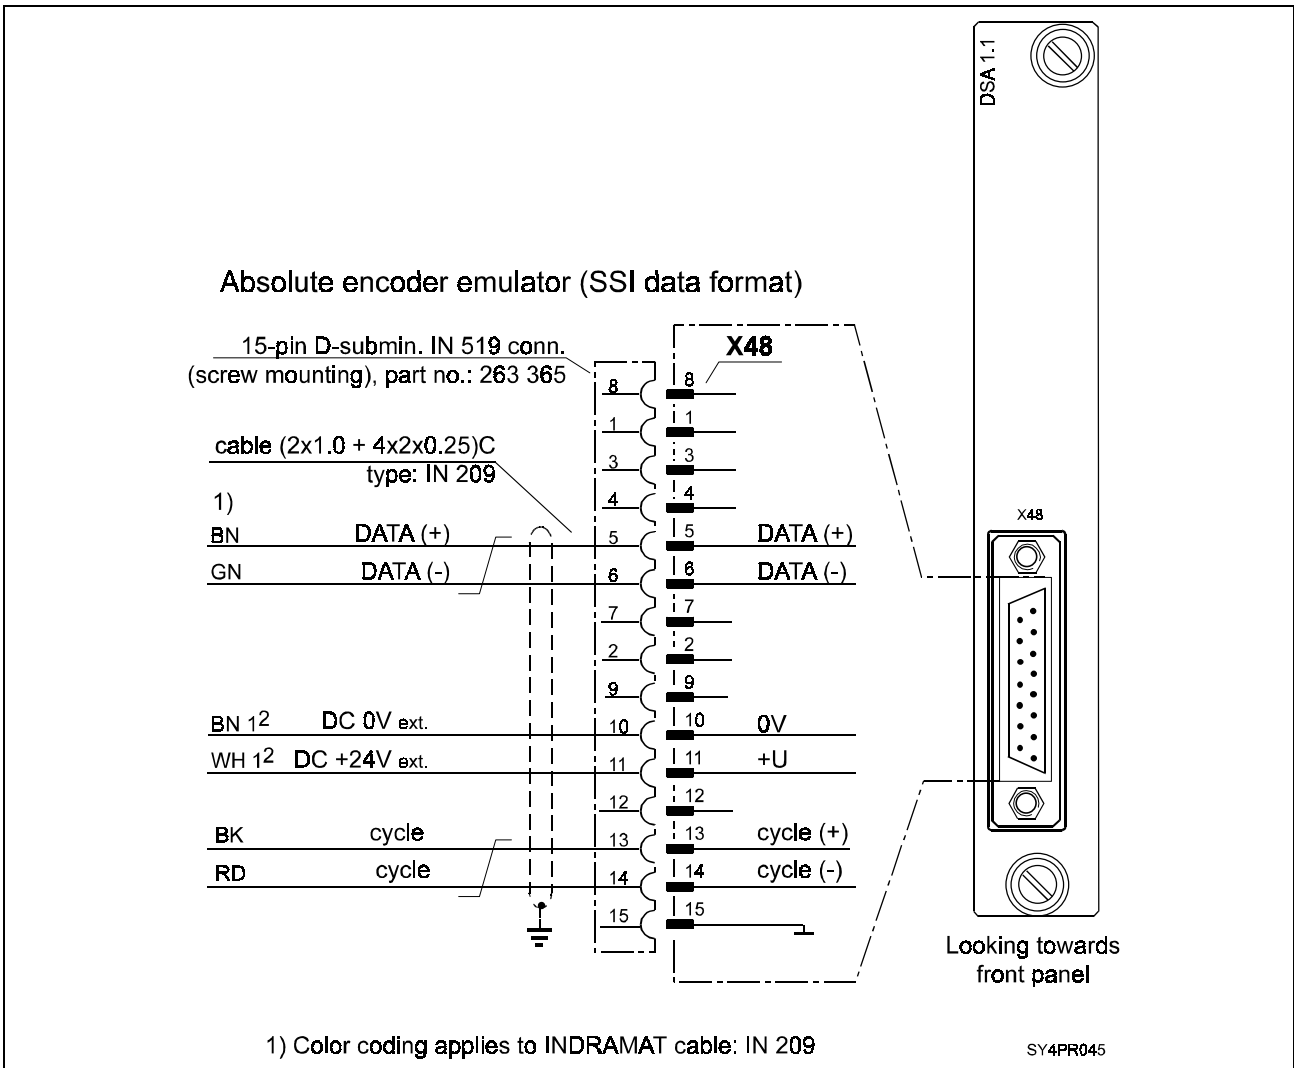 DSA 1.1
Absolute encoder emulator (SSI data format)
15-pin D-submin. IN 519 conn.
(screw mounting), part no.: 263 365
X48
8 8
cable (2x1.0 + 4x2x0.25)C
type: IN 209
1 1
3 3
1)
4 4
X48
BN DATA (+) 5 5 DATA (+)
GN DATA (-) 6 6 DATA (-)
7 7
2 2
9 9
BN 1² DC 0V ext. 10 10 0V
WH 1² DC +24V ext. 11 11 +U
12 12
BK cycle 13 13 cycle (+)
RD cycle 14 14 cycle (-)
15 15
Looking towards
front panel
1) Color coding applies to INDRAMAT cable: IN 209
SY4PR045